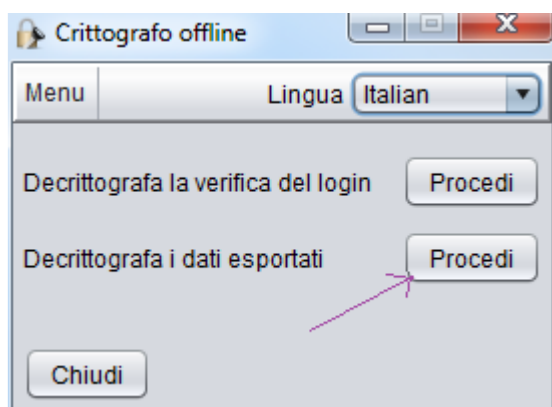 Crittografo offline
Menu Lingua Italian
Decrittografa la verifica del login Procedi
Decrittografa i dati esportati Procedi
Chiudi